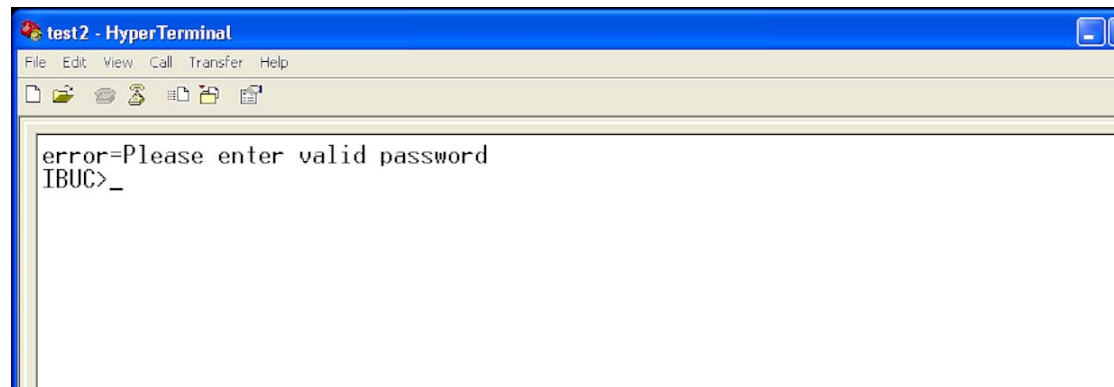 test2 - HyperTerminal
File Edit View Call Transfer Help
error=Please enter valid password
IBUC>_